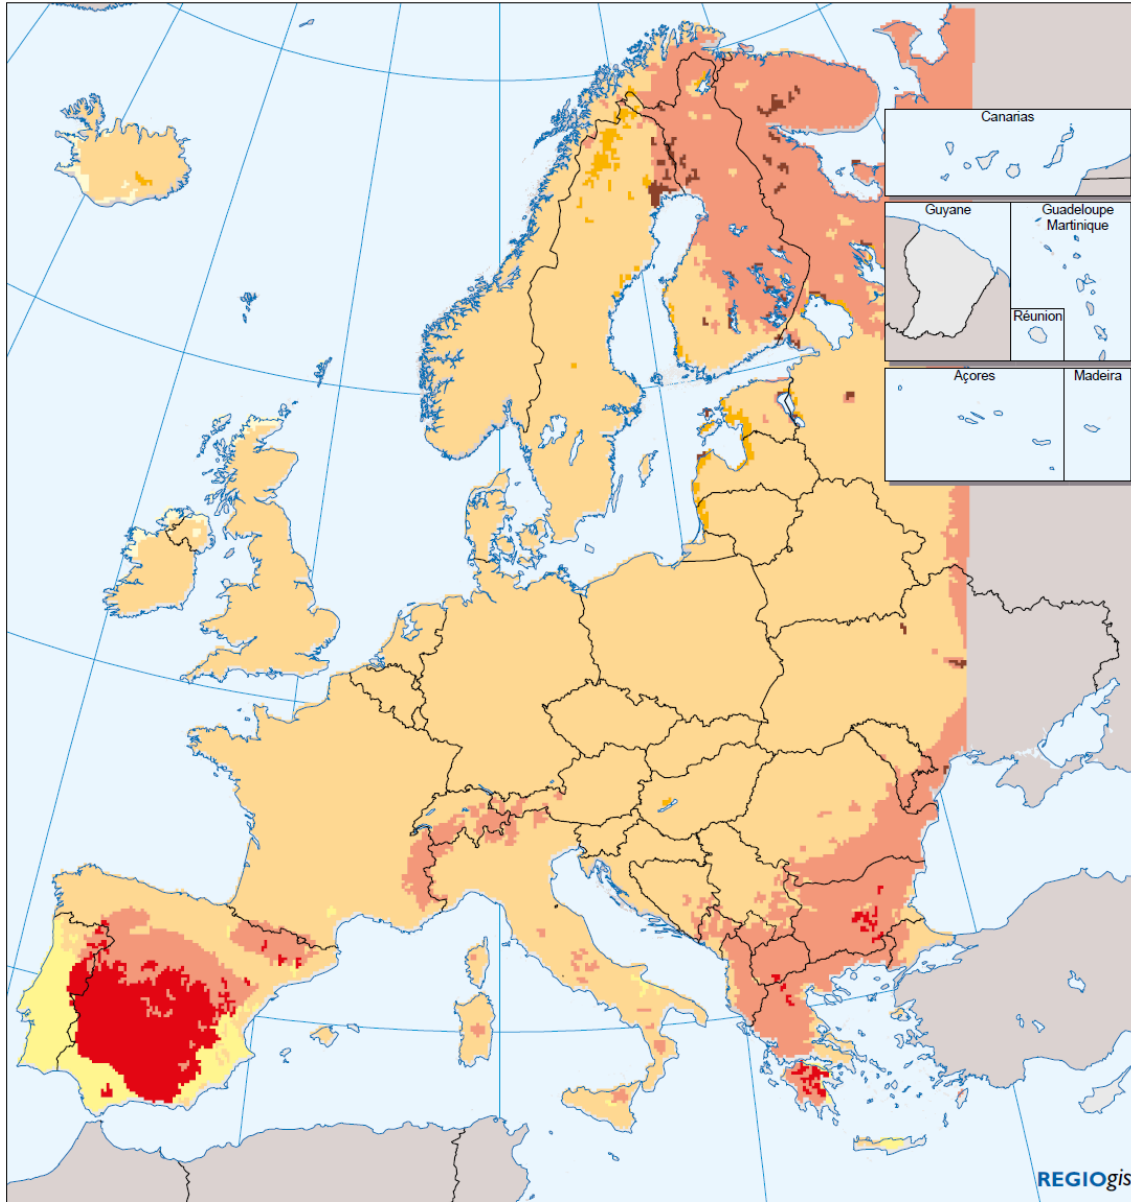 Canarias
Guyane
Guadeloupe
Martinique
Réunion
Açores
Madeira
REGIOgis